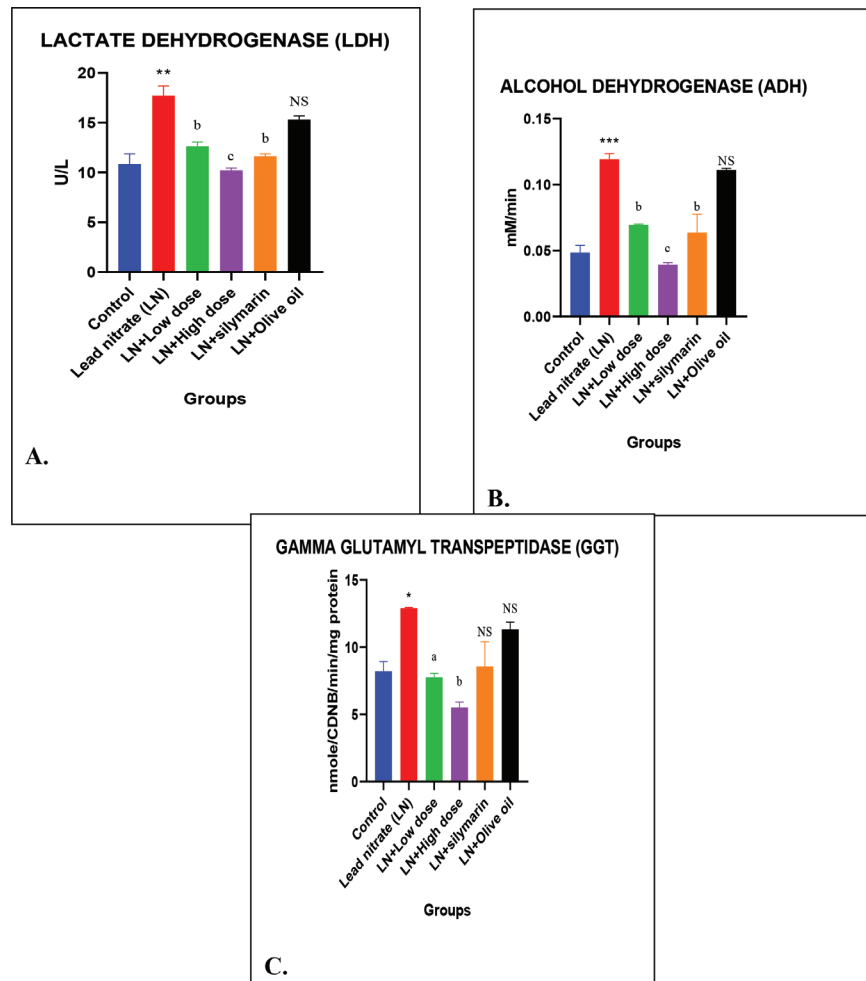 LACTATE DEHYDROGENASE (LDH)
U/L
20
15
10
5
0
**
b
c
b
NS
Control
Lead nitrate (LN)
LN+Low dose
LN+High dose
LN+silymarin
LN+Olive oil
Groups
A.
ALCOHOL DEHYDROGENASE (ADH)
mM/min
0.15
0.10
0.05
0.00
***
b
c
b
NS
Control
Lead nitrate (LN)
LN+Low dose
LN+High dose
LN+silymarin
LN+Olive oil
Groups
B.
GAMMA GLUTAMYL TRANSPEPTIDASE (GGT)
nmole/CDNB/min/mg protein
15
10
5
0
*
a
b
NS
NS
Control
Lead nitrate (LN)
LN+Low dose
LN+High dose
LN+silymarin
LN+Olive oil
Groups
C.